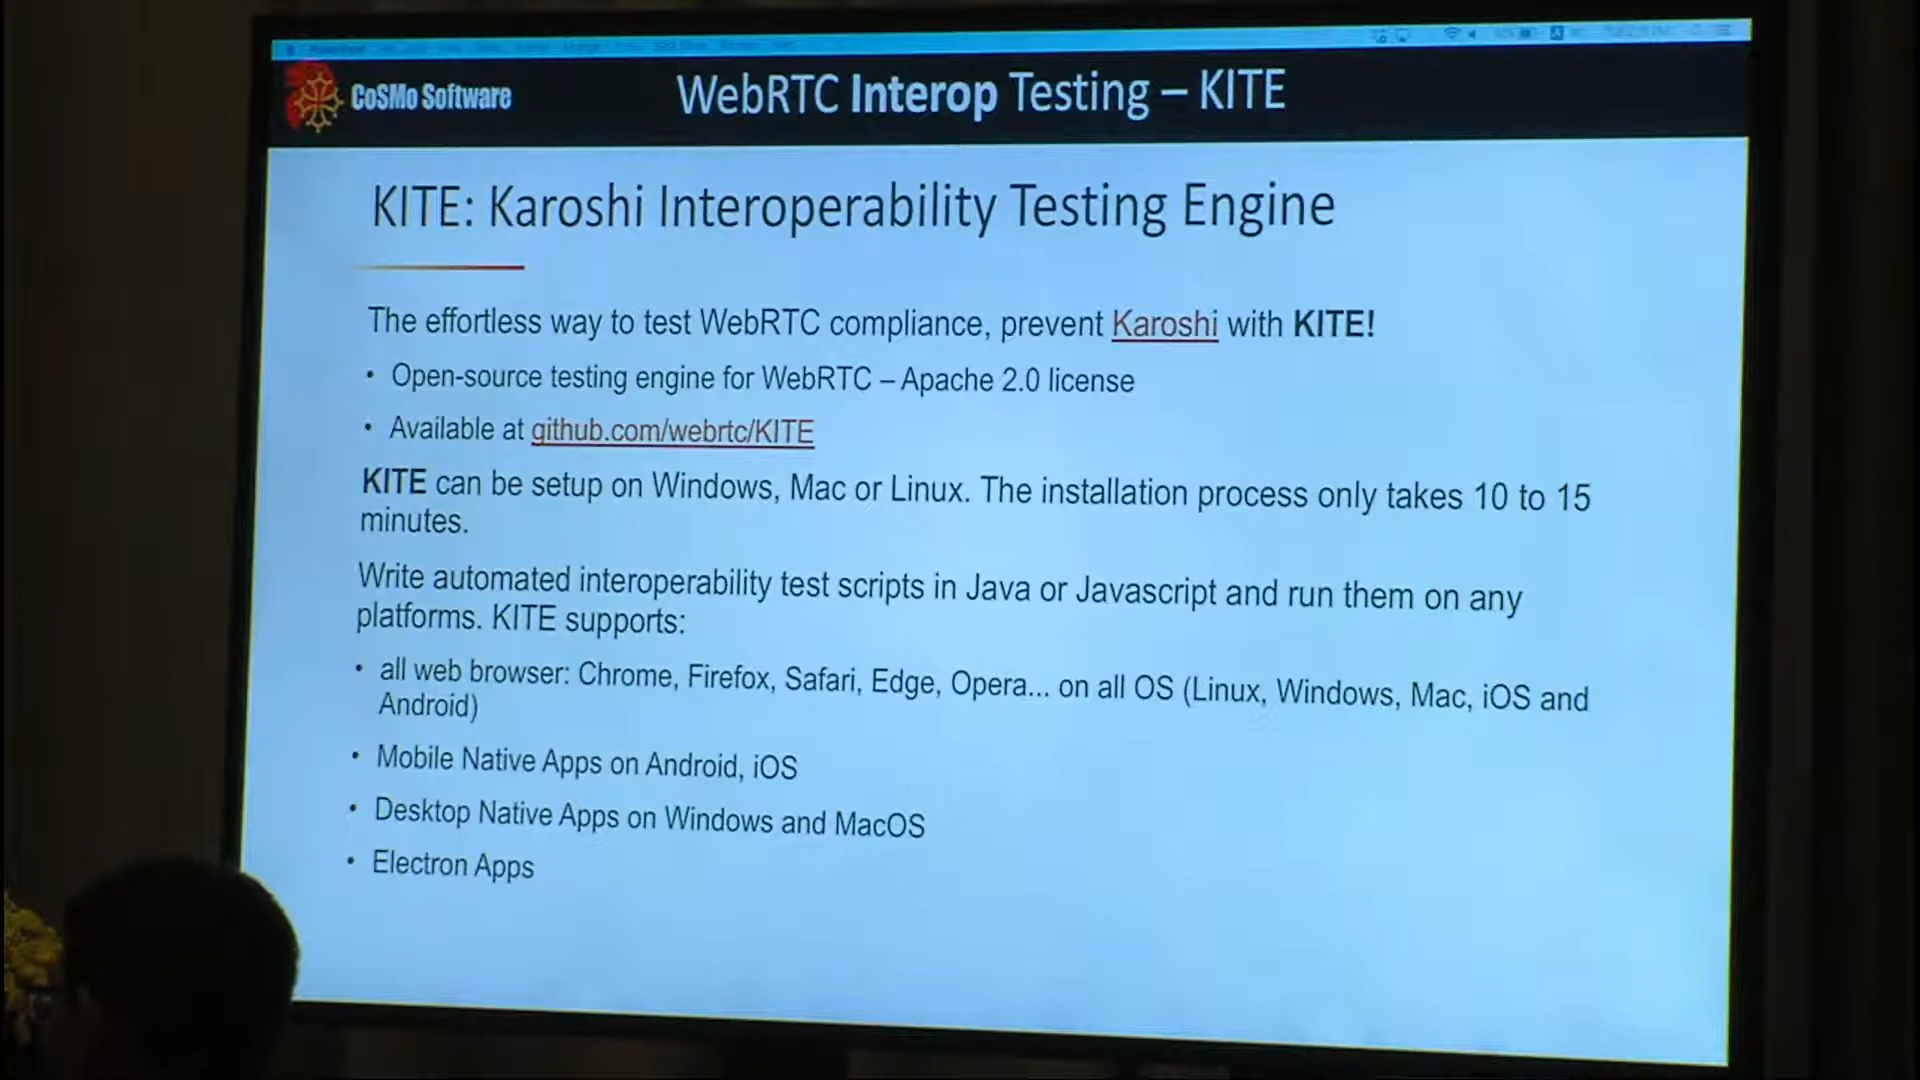 CoSMo Software
WebRTC Interop Testing – KITE
KITE: Karoshi Interoperability Testing Engine
The effortless way to test WebRTC compliance, prevent Karoshi with KITE!
• Open-source testing engine for WebRTC – Apache 2.0 license
• Available at github.com/webrtc/KITE
KITE can be setup on Windows, Mac or Linux. The installation process only takes 10 to 15
minutes.
Write automated interoperability test scripts in Java or Javascript and run them on any
platforms. KITE supports:
• all web browser: Chrome, Firefox, Safari, Edge, Opera... on all OS (Linux, Windows, Mac, iOS and
Android)
• Mobile Native Apps on Android, iOS
• Desktop Native Apps on Windows and MacOS
• Electron Apps